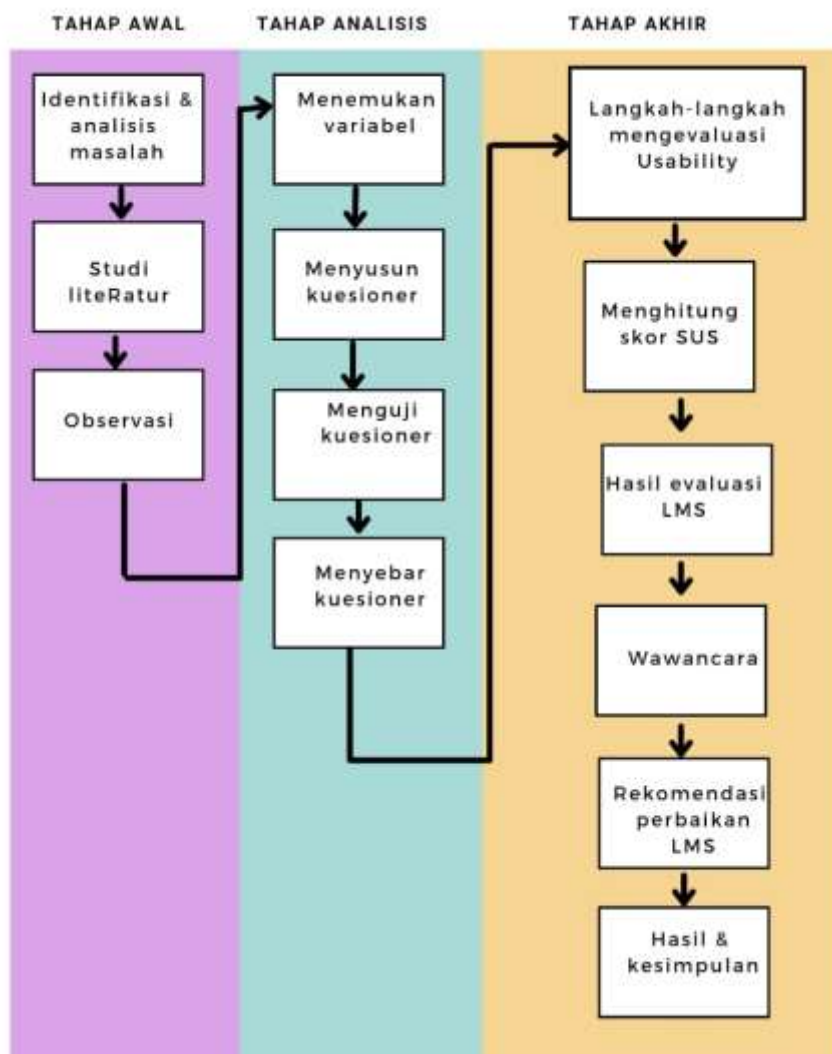 TAHAP AWAL
TAHAP ANALISIS
TAHAP AKHIR
Identifikasi &
analisis
masalah
Studi
liteRatur
Observasi
Menemukan
variabel
Menyusun
kuesioner
Menguji
kuesioner
Menyebar
kuesioner
Langkah-langkah
mengevaluasi
Usability
Menghitung
skor SUS
Hasil evaluasi
LMS
Wawancara
Rekomendasi
perbaikan
LMS
Hasil &
kesimpulan